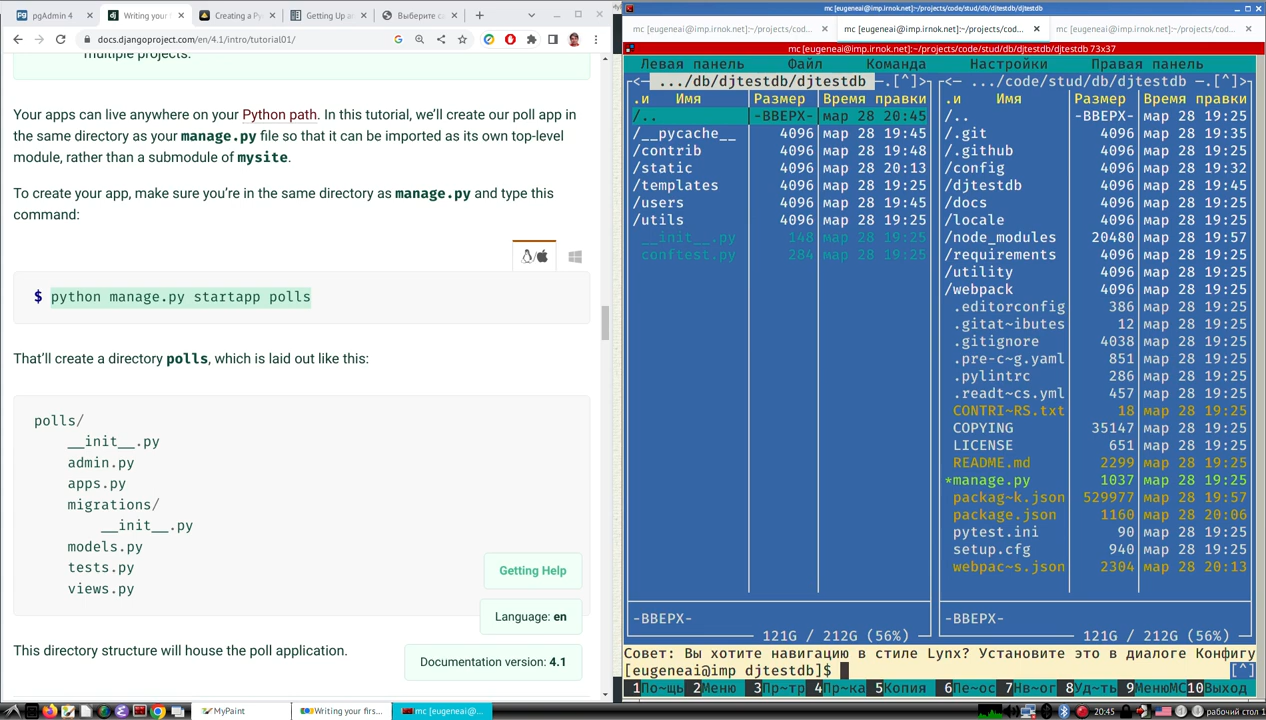 mc [eugeneai@imp.irnok.net]:~/projects/code/stud/db/djtestdb/djtestdb
pgAdmin 4
Writing your
Creating a Py
Getting Up an
Выберите с
docs.djangoproject.com/en/4.1/intro/tutorial01/
multiple projects.
Your apps can live anywhere on your Python path. In this tutorial, we’ll create our poll app in
the same directory as your manage.py file so that it can be imported as its own top-level
module, rather than a submodule of mysite.
To create your app, make sure you’re in the same directory as manage.py and type this
command:
$ python manage.py startapp polls
That’ll create a directory polls, which is laid out like this:
polls/
__init__.py
admin.py
apps.py
migrations/
__init__.py
models.py
tests.py
views.py
Getting Help
Language: en
This directory structure will house the poll application.
Documentation version: 4.1
mc [eugeneai@imp.irnok.net]:~/projects/cod...
mc [eugeneai@imp.irnok.net]:~/projects/cod...
mc [eugeneai@imp.irnok.net]:~/projects/cod...
mc [eugeneai@imp.irnok.net]:~/projects/code/stud/db/djtestdb/djtestdb 73x37
Левая панель Файл Команда Настройки Правая панель
<─ .../db/djtestdb/djtestdb ─.[^]>
.и Имя Размер Время правки
/.. -ВВЕРХ- мар 28 20:45
/__pycache__ 4096 мар 28 19:45
/contrib 4096 мар 28 19:48
/static 4096 мар 28 20:13
/templates 4096 мар 28 19:25
/users 4096 мар 28 19:45
/utils 4096 мар 28 19:25
__init__.py 148 мар 28 19:25
conftest.py 284 мар 28 19:25
-ВВЕРХ-
121G / 212G (56%)
<─ .../code/stud/db/djtestdb ─.[^]>
.и Имя Размер Время правки
/.. -ВВЕРХ- мар 28 19:25
/.git 4096 мар 28 19:35
/.github 4096 мар 28 19:25
/config 4096 мар 28 19:32
/djtestdb 4096 мар 28 19:45
/docs 4096 мар 28 19:25
/locale 4096 мар 28 19:25
/node_modules 20480 мар 28 19:57
/requirements 4096 мар 28 19:25
/utility 4096 мар 28 19:25
/webpack 4096 мар 28 19:25
.editorconfig 386 мар 28 19:25
.gitat~ibutes 12 мар 28 19:25
.gitignore 4038 мар 28 19:25
.pre-c~g.yaml 851 мар 28 19:25
.pylintrc 286 мар 28 19:25
.readt~cs.yml 457 мар 28 19:25
CONTRI~RS.txt 18 мар 28 19:25
COPYING 35147 мар 28 19:25
LICENSE 651 мар 28 19:25
README.md 2299 мар 28 19:25
*manage.py 1037 мар 28 19:25
packag~k.json 529977 мар 28 19:57
package.json 1160 мар 28 20:06
pytest.ini 90 мар 28 19:25
setup.cfg 940 мар 28 19:25
webpac~s.json 2304 мар 28 20:13
-ВВЕРХ-
121G / 212G (56%)
Совет: Вы хотите навигацию в стиле Lynx? Установите это в диалоге Конфигу
[eugeneai@imp djtestdb]$ [^]
1По~щь 2Меню 3Пр~тр 4Пр~ка 5Копия 6Пе~ос 7Нв~ог 8Уд~ть 9МенюМС 10Выход
MyPaint
Writing your firs...
mc [eugeneai@im...
20:45
рабочий стол 1